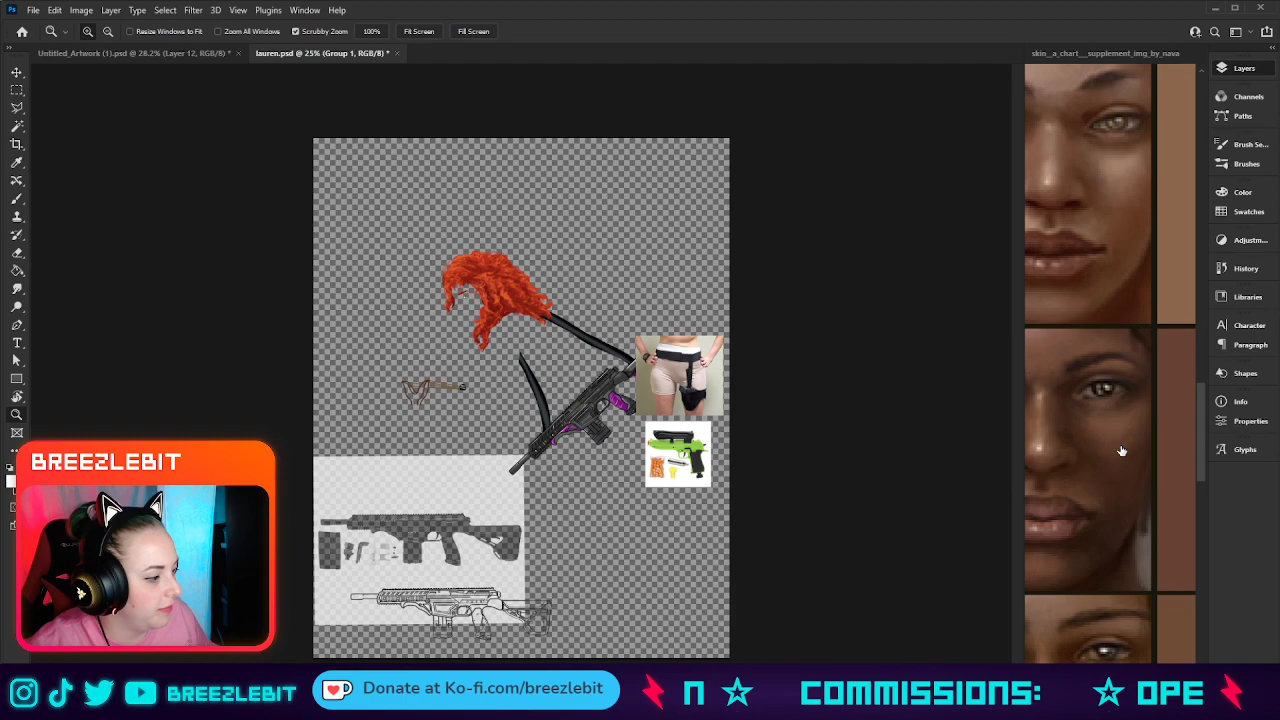 Ps File Edit Image Layer Type Select Filter 3D View Plugins Window Help
Resize Windows to Fit Zoom All Windows Scrubby Zoom 100% Fit Screen Fill Screen
Untitled_Artwork (1).psd @ 28.2% (Layer 12, RGB/8) * × lauren.psd @ 25% (Group 1, RGB/8) * × skin__a_chart__supplement_img_by_nava
Layers
Channels
Paths
Brush Se...
Brushes
Color
Swatches
Adjustm...
History
Libraries
Character
Paragraph
Shapes
Info
Properties
Glyphs
BREEZLEBIT
BREEZLEBIT Donate at Ko-fi.com/breezlebit N COMMISSIONS: OPE